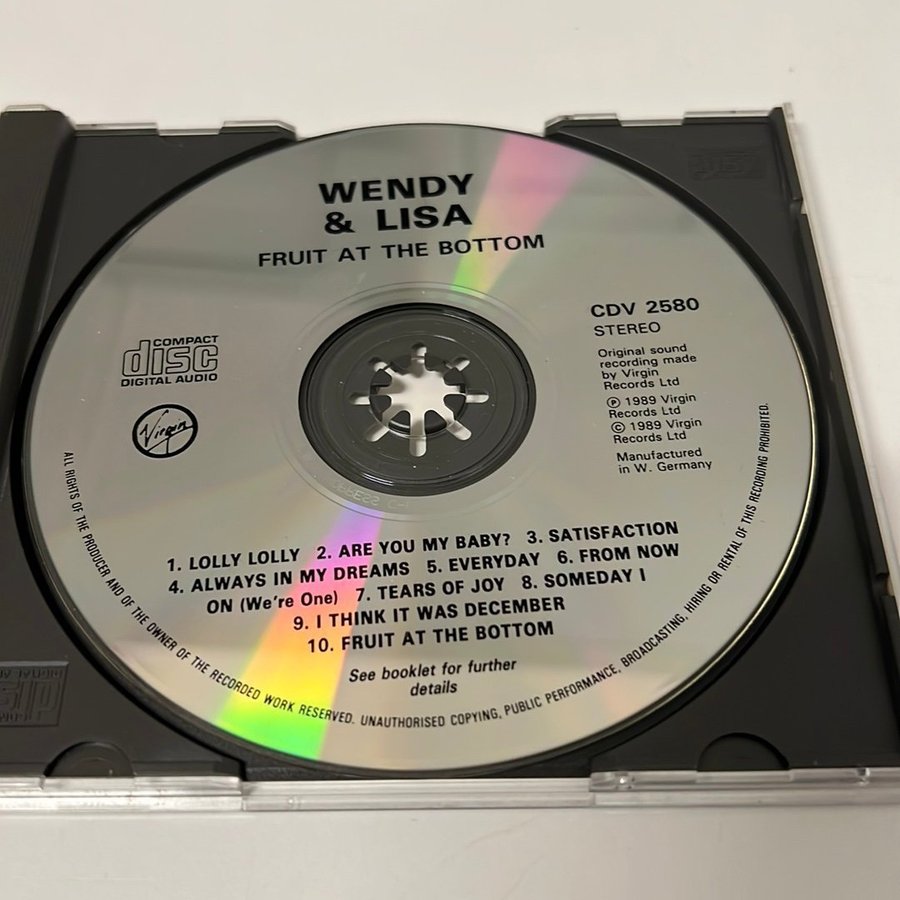 WENDY
& LISA
FRUIT AT THE BOTTOM
COMPACT
disc
DIGITAL AUDIO
Virgin
CDV 2580
STEREO
Original sound
recording made
by Virgin
Records Ltd
℗ 1989 Virgin
Records Ltd
© 1989 Virgin
Records Ltd
Manufactured
in W. Germany
1. LOLLY LOLLY 2. ARE YOU MY BABY? 3. SATISFACTION
4. ALWAYS IN MY DREAMS 5. EVERYDAY 6. FROM NOW
ON (We're One) 7. TEARS OF JOY 8. SOMEDAY I
9. I THINK IT WAS DECEMBER
10. FRUIT AT THE BOTTOM
See booklet for further
details
ALL RIGHTS OF THE PRODUCER AND OF THE OWNER OF THE RECORDED WORK RESERVED. UNAUTHORISED COPYING, PUBLIC PERFORMANCE, BROADCASTING, HIRING OR RENTAL OF THIS RECORDING PROHIBITED.